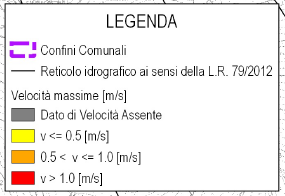 LEGENDA
Confini Comunali
Reticolo idrografico ai sensi della L.R. 79/2012
Velocità massime [m/s]
Dato di Velocità Assente
v <= 0.5 [m/s]
0.5 < v <= 1.0 [m/s]
v > 1.0 [m/s]